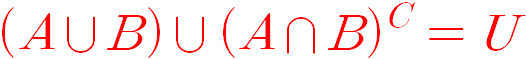 (A ∪ B) ∪ (A ∩ B)^C = U